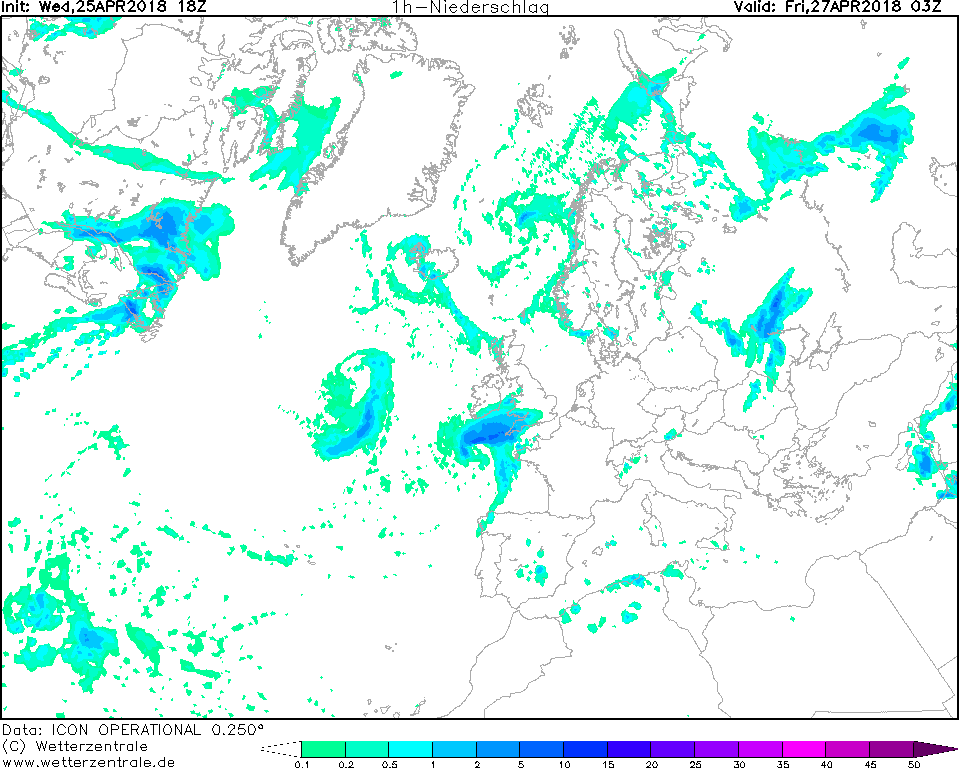 Init: Wed,25APR2018 18Z 1h-Niederschlag Valid: Fri,27APR2018 03Z
Data: ICON OPERATIONAL 0.250°
(C) Wetterzentrale
www.wetterzentrale.de
0.1 0.2 0.5 1 2 5 10 15 20 25 30 35 40 45 50